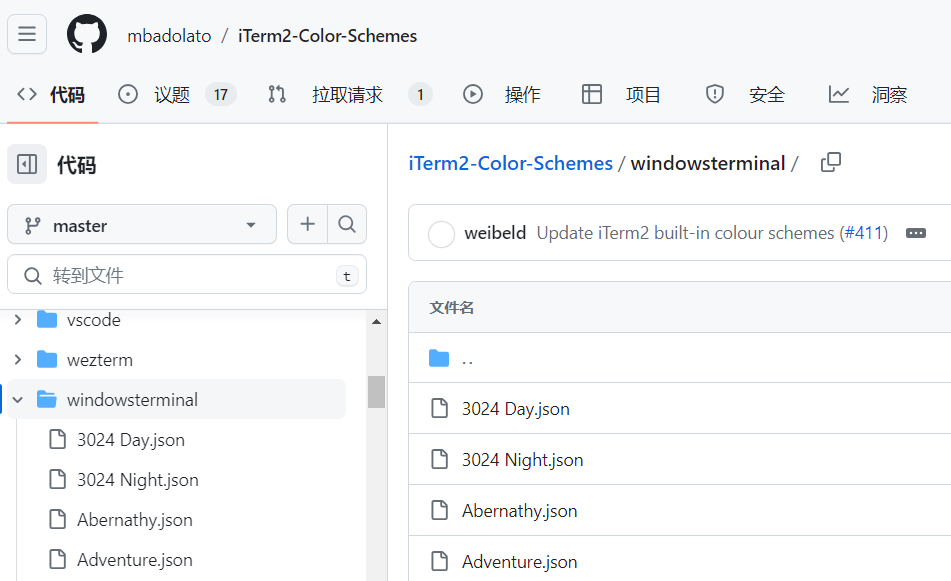 mbadolato / iTerm2-Color-Schemes
代码 议题 17 拉取请求 1 操作 项目 安全 洞察
代码
master
转到文件 t
vscode
wezterm
windowsterminal
3024 Day.json
3024 Night.json
Abernathy.json
Adventure.json
iTerm2-Color-Schemes / windowsterminal /
weibeld Update iTerm2 built-in colour schemes (#411)
文件名
..
3024 Day.json
3024 Night.json
Abernathy.json
Adventure.json